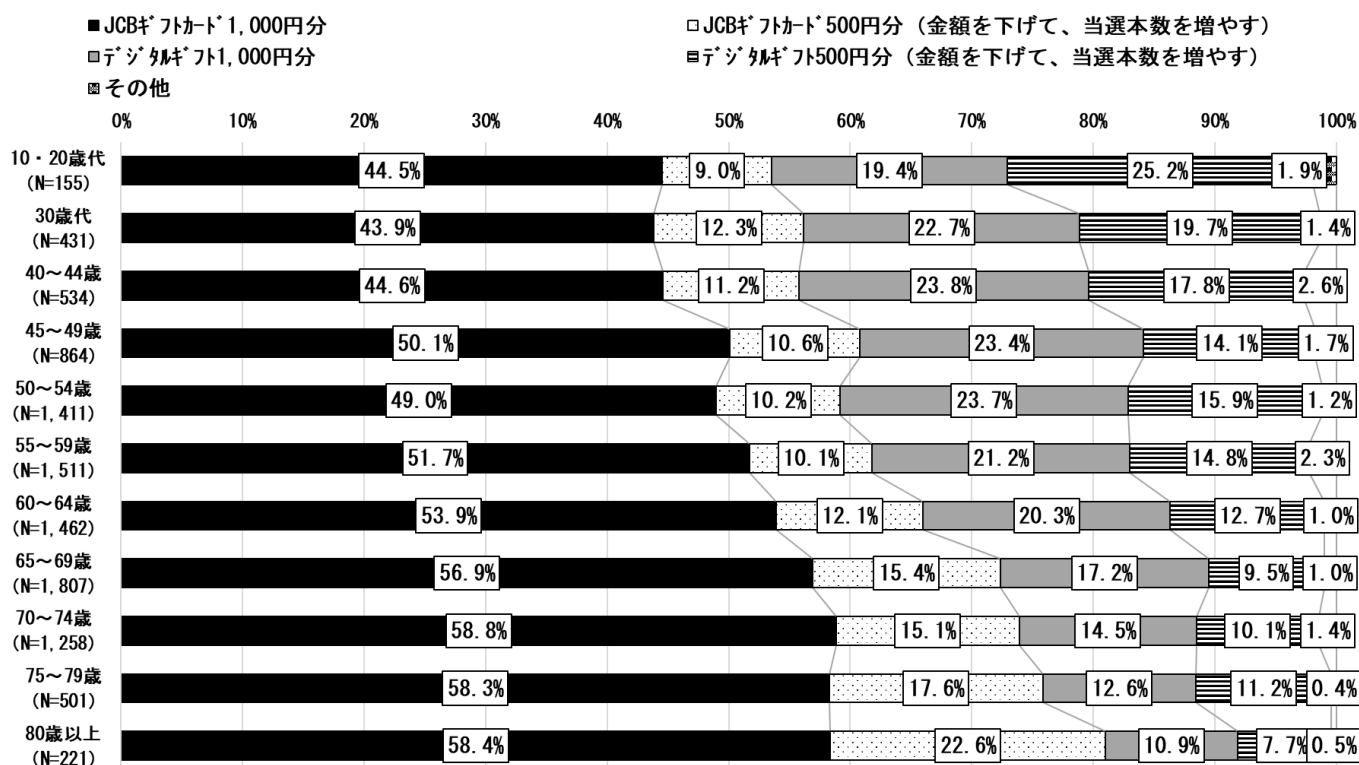 ■JCBｷﾞﾌﾄｶｰﾄﾞ1,000円分 □JCBｷﾞﾌﾄｶｰﾄﾞ500円分（金額を下げて、当選本数を増やす）
■ﾃﾞｼﾞﾀﾙｷﾞﾌﾄ1,000円分 ﾃﾞｼﾞﾀﾙｷﾞﾌﾄ500円分（金額を下げて、当選本数を増やす）
その他
0% 10% 20% 30% 40% 50% 60% 70% 80% 90% 100%
10・20歳代
(N=155)
44.5% 9.0% 19.4% 25.2% 1.9%
30歳代
(N=431)
43.9% 12.3% 22.7% 19.7% 1.4%
40～44歳
(N=534)
44.6% 11.2% 23.8% 17.8% 2.6%
45～49歳
(N=864)
50.1% 10.6% 23.4% 14.1% 1.7%
50～54歳
(N=1,411)
49.0% 10.2% 23.7% 15.9% 1.2%
55～59歳
(N=1,511)
51.7% 10.1% 21.2% 14.8% 2.3%
60～64歳
(N=1,462)
53.9% 12.1% 20.3% 12.7% 1.0%
65～69歳
(N=1,807)
56.9% 15.4% 17.2% 9.5% 1.0%
70～74歳
(N=1,258)
58.8% 15.1% 14.5% 10.1% 1.4%
75～79歳
(N=501)
58.3% 17.6% 12.6% 11.2% 0.4%
80歳以上
(N=221)
58.4% 22.6% 10.9% 7.7% 0.5%